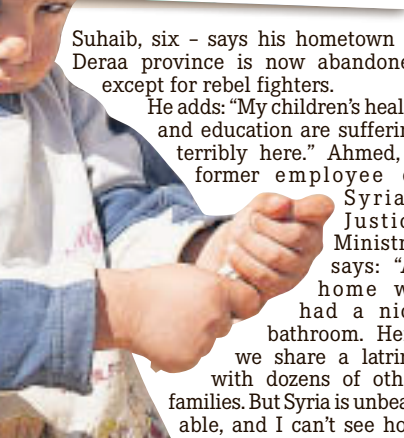 Suhaib, six – says his hometown
Deraa province is now abandone
except for rebel fighters.
He adds: “My children’s heal
and education are sufferin
terribly here.” Ahmed,
former employee
Syria
Justic
Ministr
says: “A
home w
had a nic
bathroom. He
we share a latrin
with dozens of oth
families. But Syria is unbea
able, and I can’t see ho